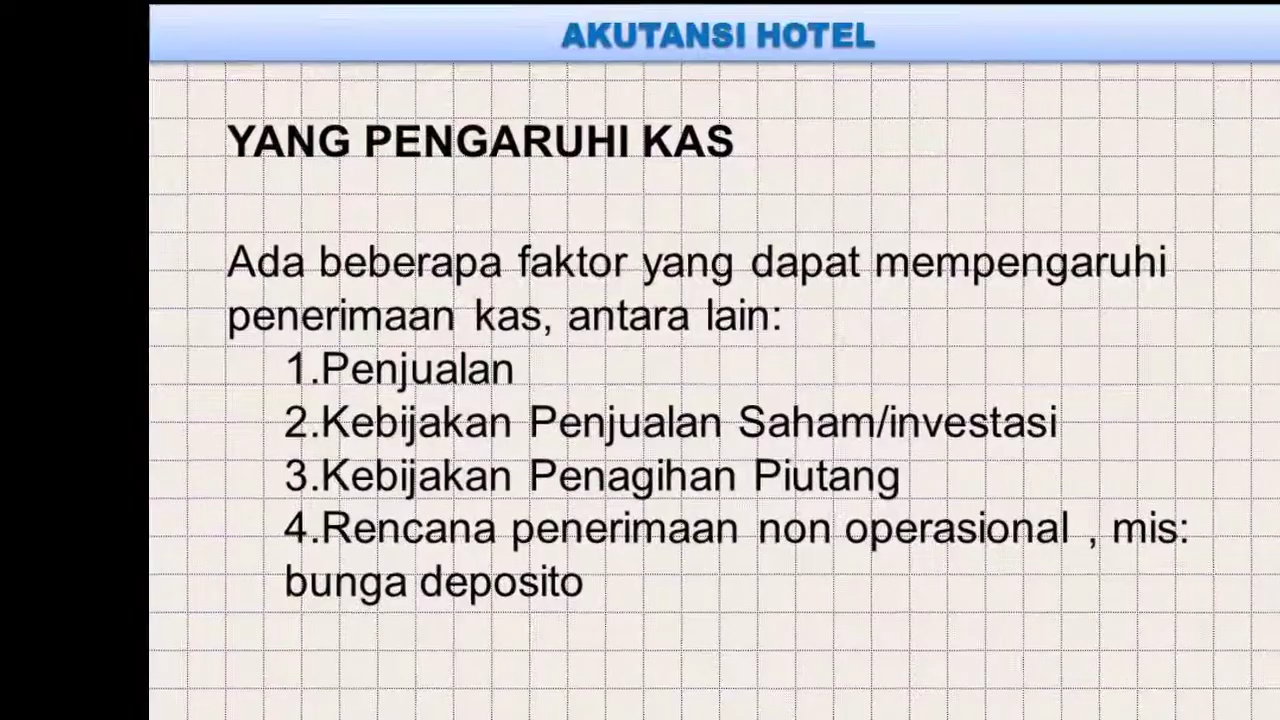 AKUTANSI HOTEL
YANG PENGARUHI KAS
Ada beberapa faktor yang dapat mempengaruhi
penerimaan kas, antara lain:
1.Penjualan
2.Kebijakan Penjualan Saham/investasi
3.Kebijakan Penagihan Piutang
4.Rencana penerimaan non operasional , mis:
bunga deposito